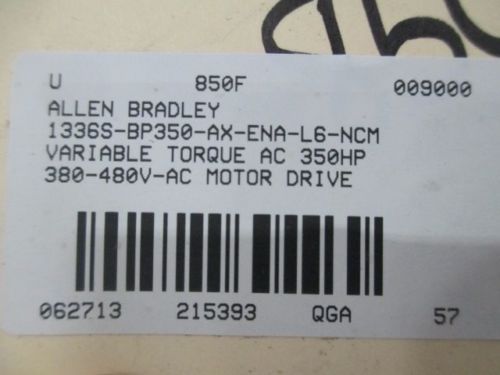 U 850F 009000
ALLEN BRADLEY
1336S-BP350-AX-ENA-L6-NCM
VARIABLE TORQUE AC 350HP
380-480V-AC MOTOR DRIVE
062713 215393 QGA 57